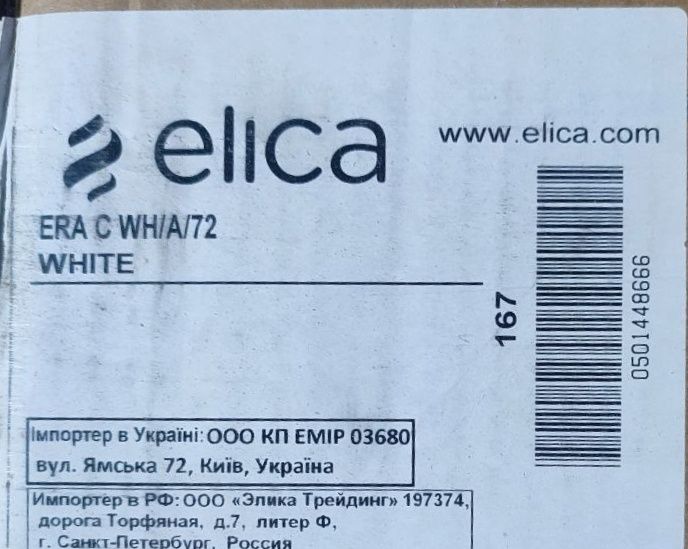 elica
www.elica.com
ERA C WH/A/72
WHITE
167
0501448666
Імпортер в Україні: ООО КП ЕМІР 03680
вул. Ямська 72, Київ, Україна
Импортер в РФ: ООО «Элика Трейдинг» 197374,
дорога Торфяная, д.7, литер Ф,
г. Санкт-Петербург, Россия